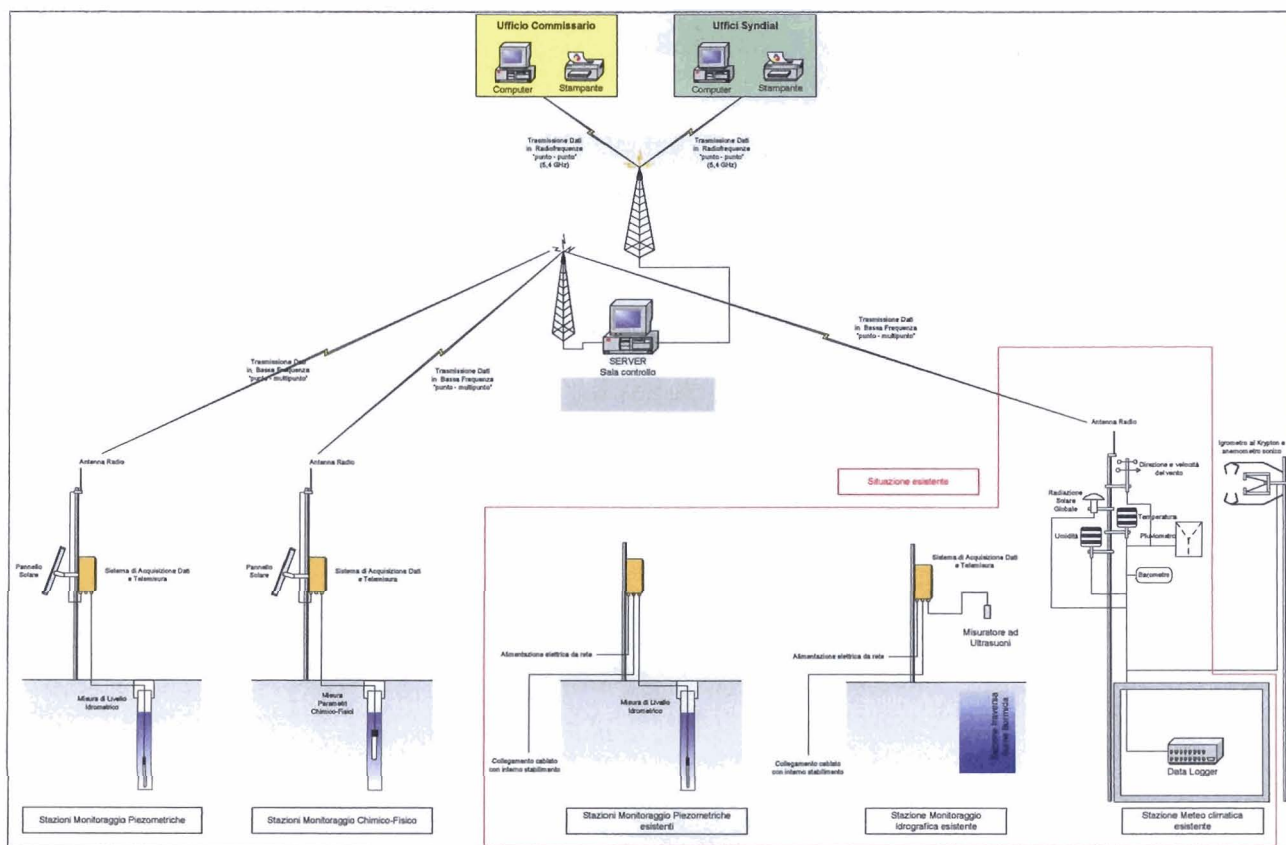 Ufficio Commissario
Computer
Stampante
Uffici Syndial
Computer
Stampante
Trasmissione Dati
in Radiofrequenza
"punto - punto"
(5,4 GHz)
Trasmissione Dati
in Radiofrequenza
"punto - punto"
(5,4 GHz)
SERVER
Sala controllo
Trasmissione Dati
in Bassa Frequenza
"punto - multipunto"
Trasmissione Dati
in Bassa Frequenza
"punto - multipunto"
Trasmissione Dati
in Bassa Frequenza
"punto - multipunto"
Antenna Radio
Pannello
Solare
Sistema di Acquisizione Dati
e Telemisura
Misura di Livello
Idrometrico
Stazioni Monitoraggio Piezometriche
Antenna Radio
Pannello
Solare
Sistema di Acquisizione Dati
e Telemisura
Misura
Parametri
Chimico-Fisici
Stazioni Monitoraggio Chimico-Fisico
Situazione esistente
Alimentazione elettrica da rete
Misura di Livello
Idrometrico
Collegamento cablato
con interno stabilimento
Stazioni Monitoraggio Piezometriche
esistenti
Sistema di Acquisizione Dati
e Telemisura
Misuratore ad
Ultrasuoni
Alimentazione elettrica da rete
Sezione traversa
fiume Bormida
Collegamento cablato
con interno stabilimento
Stazione Monitoraggio
Idrografica esistente
Antenna Radio
Igrometro al Krypton e
anemometro sonico
Direzione e velocità
del vento
Radiazione
Solare
Globale
Temperatura
Umidità
Pluviometro
Barometro
Data Logger
Stazione Meteo climatica
esistente